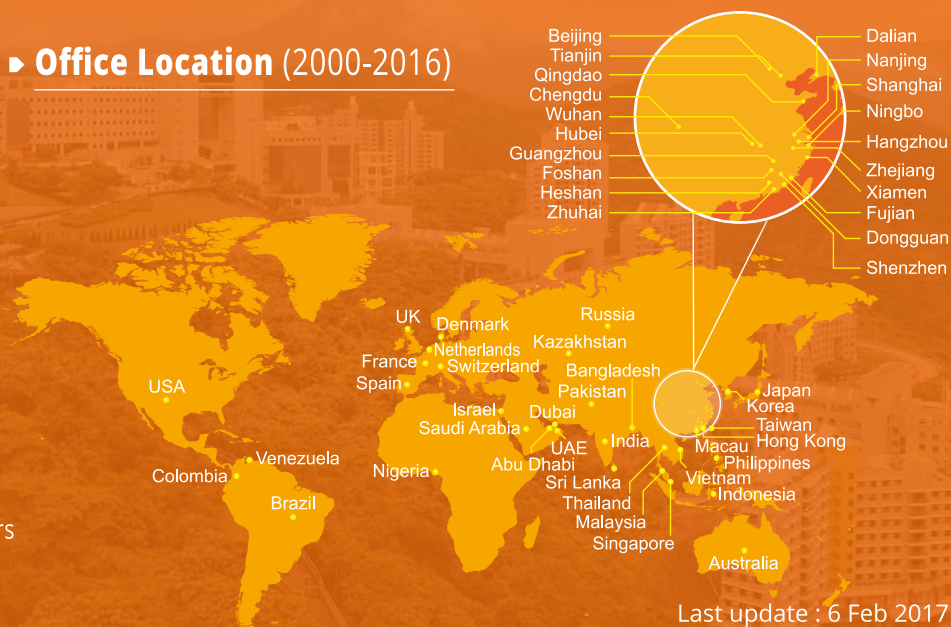 Office Location (2000-2016)
Beijing
Tianjin
Qingdao
Chengdu
Wuhan
Hubei
Guangzhou
Foshan
Heshan
Zhuhai
Dalian
Nanjing
Shanghai
Ningbo
Hangzhou
Zhejiang
Xiamen
Fujian
Dongguan
Shenzhen
UK
Denmark
Netherlands
France
Switzerland
Spain
Russia
Kazakhstan
Bangladesh
Pakistan
USA
Israel
Dubai
Saudi Arabia
UAE
Abu Dhabi
India
Sri Lanka
Japan
Korea
Taiwan
Hong Kong
Macau
Philippines
Vietnam
Indonesia
Thailand
Malaysia
Singapore
Venezuela
Colombia
Nigeria
Brazil
Australia
rs
Last update : 6 Feb 2017